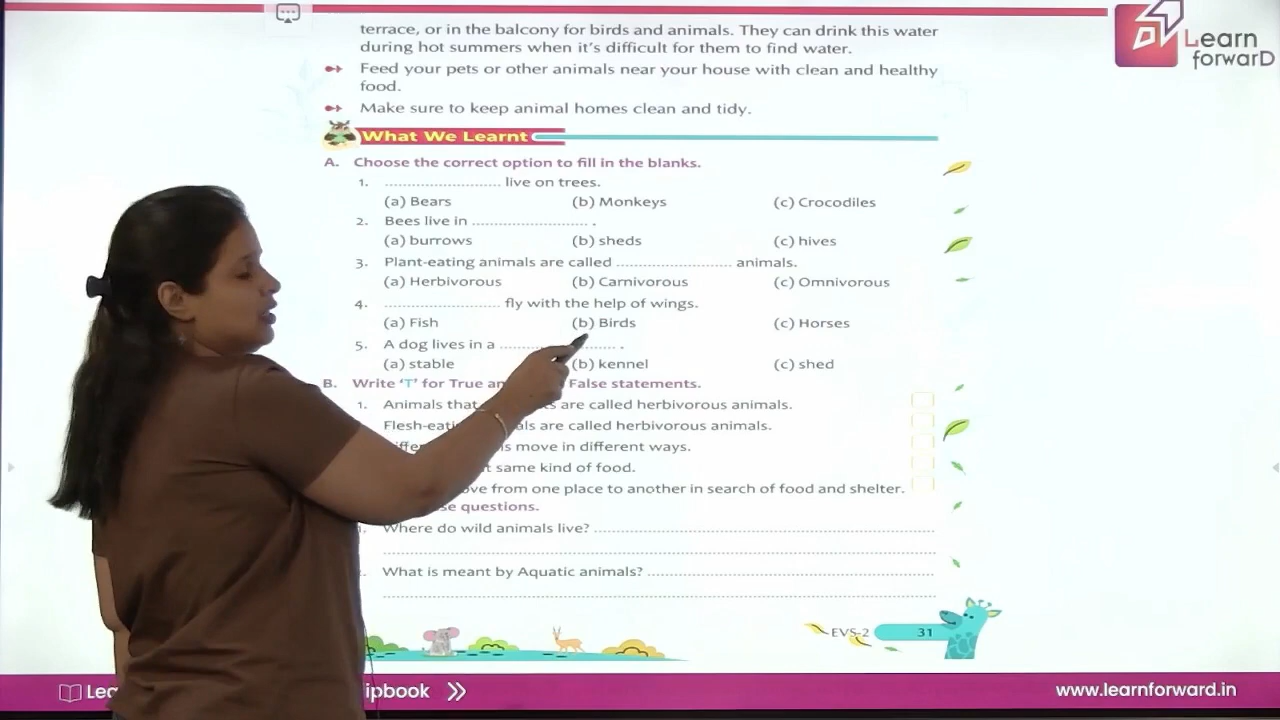 terrace, or in the balcony for birds and animals. They can drink this water
during hot summers when it's difficult for them to find water.
Feed your pets or other animals near your house with clean and healthy
food.
Make sure to keep animal homes clean and tidy.
Learn
forwarD
What We Learnt
A. Choose the correct option to fill in the blanks.
1. ............................ live on trees.
(a) Bears (b) Monkeys (c) Crocodiles
2. Bees live in ............................ .
(a) burrows (b) sheds (c) hives
3. Plant-eating animals are called ............................ animals.
(a) Herbivorous (b) Carnivorous (c) Omnivorous
4. ............................ fly with the help of wings.
(a) Fish (b) Birds (c) Horses
5. A dog lives in a ............................ .
(a) stable (b) kennel (c) shed
B. Write 'T' for True False statements.
1. Animals that are called herbivorous animals.
are called herbivorous animals.
move in different ways.
same kind of food.
from one place to another in search of food and shelter.
questions.
Where do wild animals live? ............................
What is meant by Aquatic animals? ............................
EVS-2 31
www.learnforward.in